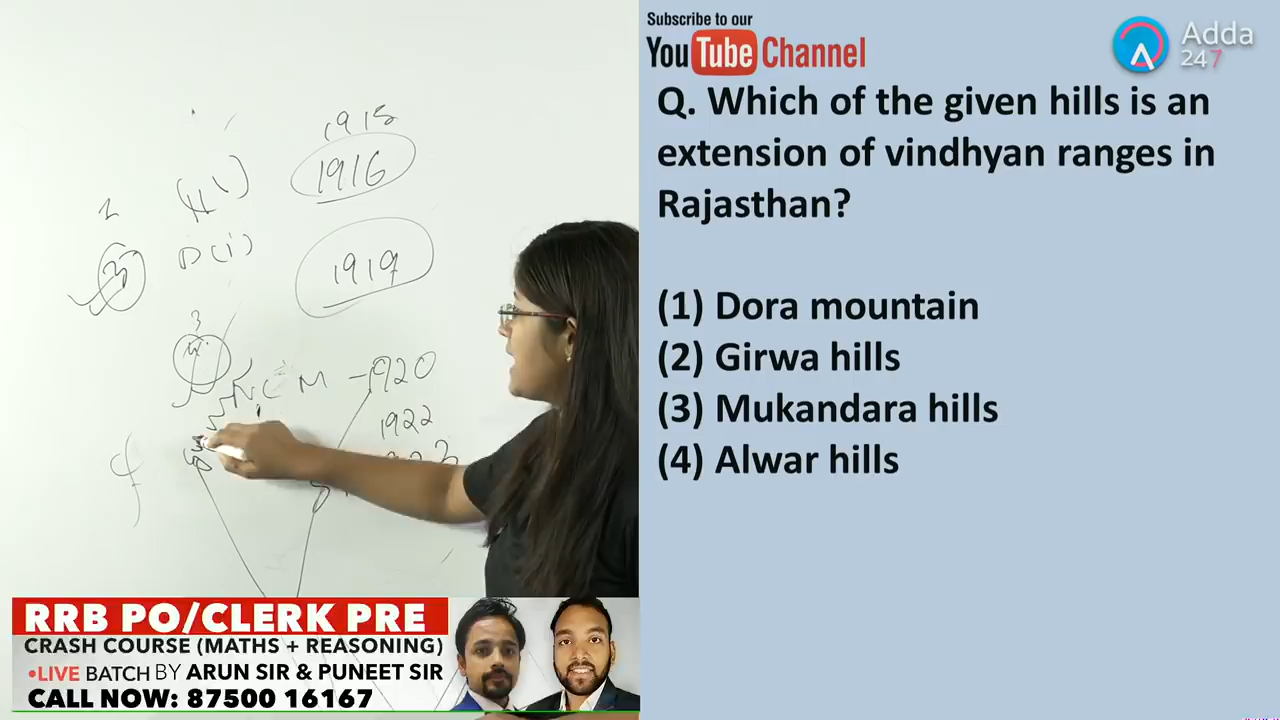 Subscribe to our
YouTube Channel
Adda
247
Q. Which of the given hills is an
extension of vindhyan ranges in
Rajasthan?
(1) Dora mountain
(2) Girwa hills
(3) Mukandara hills
(4) Alwar hills
1915
1916
1919
NCM - 1920
1922
RRB PO/CLERK PRE
CRASH COURSE (MATHS + REASONING)
•LIVE BATCH BY ARUN SIR & PUNEET SIR
CALL NOW: 87500 16167